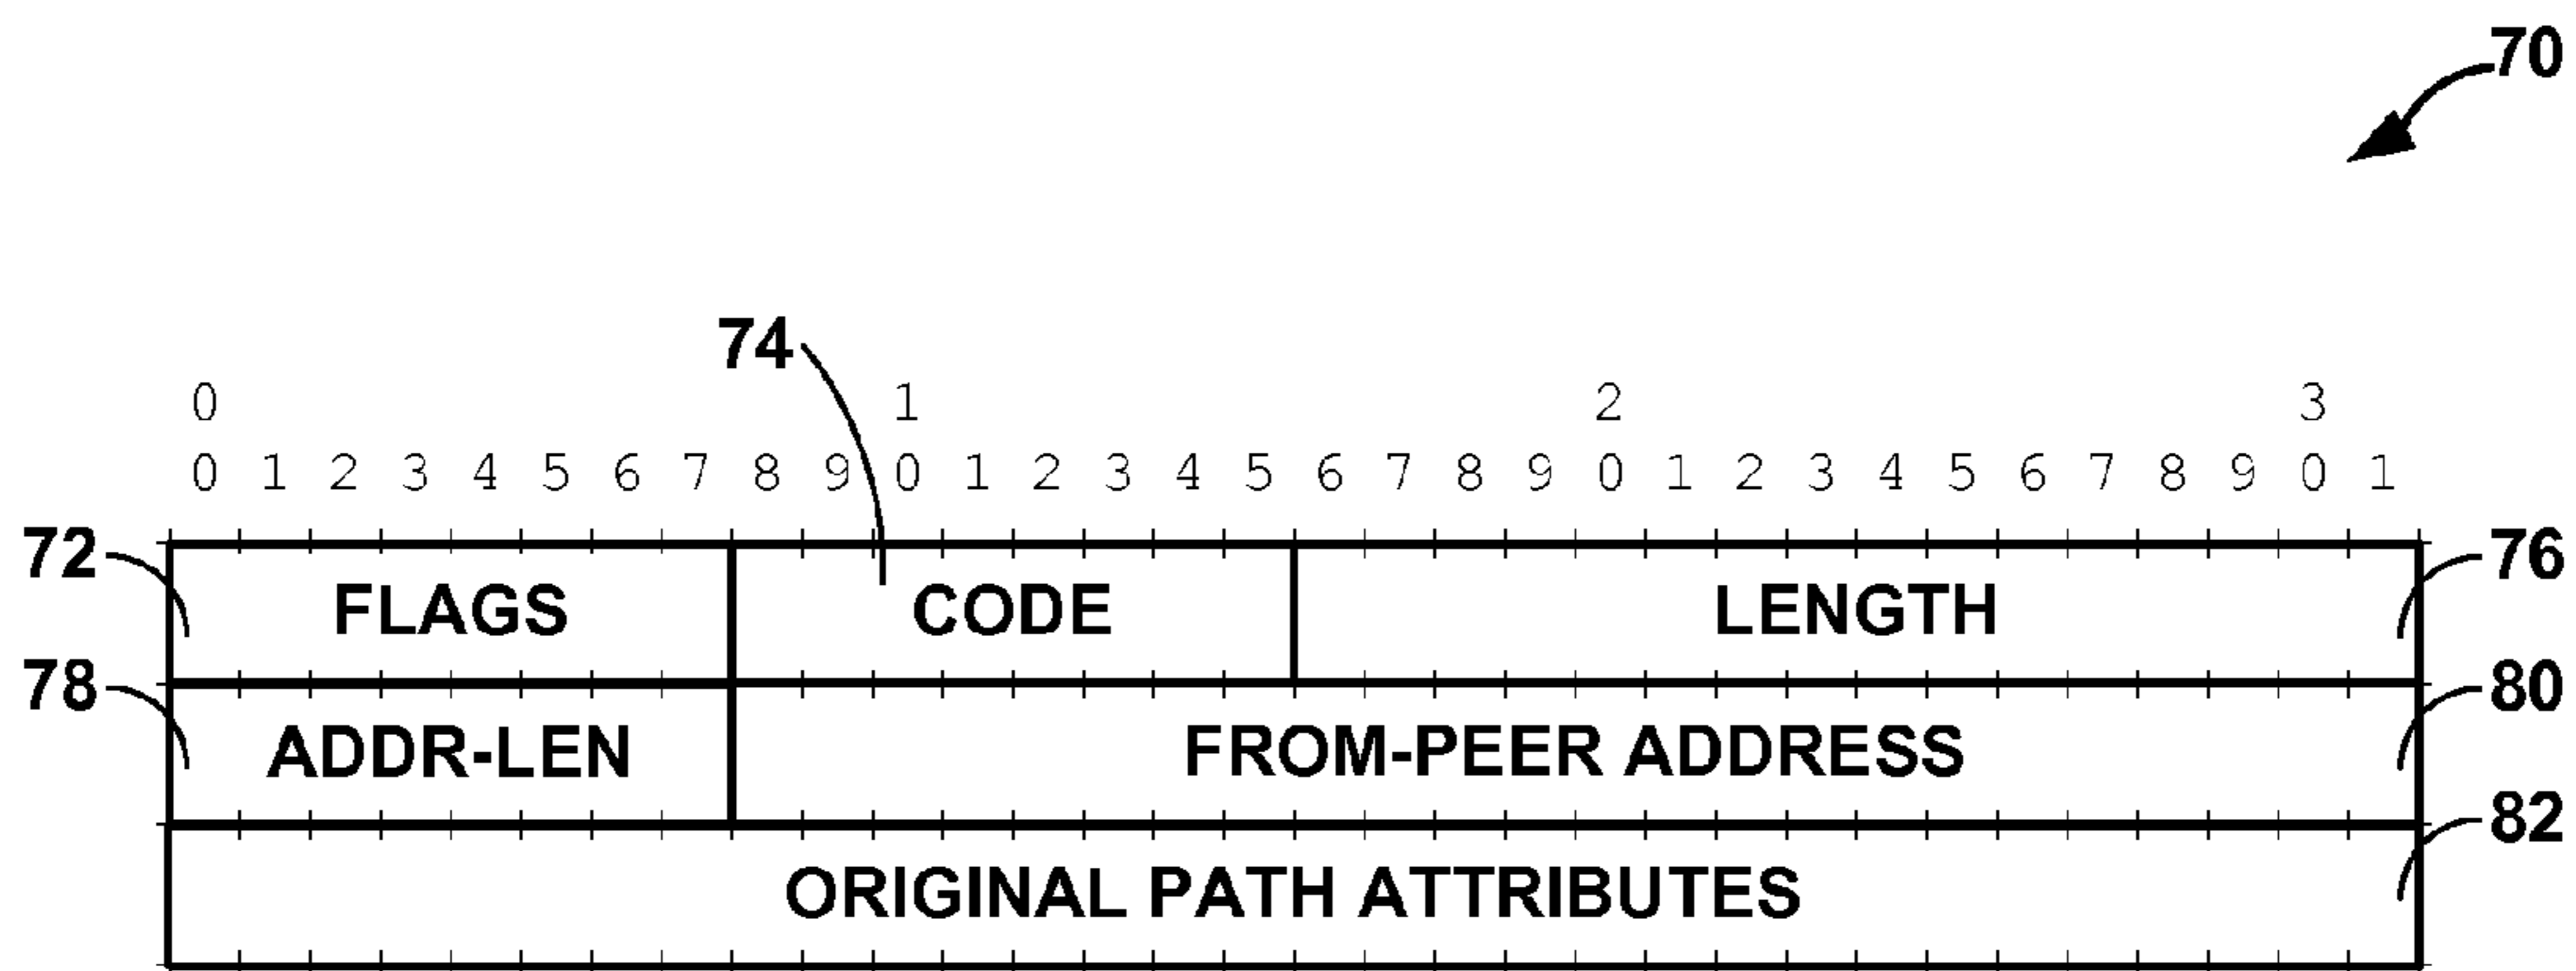 70
74
0 1 2 3
0 1 2 3 4 5 6 7 8 9 0 1 2 3 4 5 6 7 8 9 0 1 2 3 4 5 6 7 8 9 0 1
72 FLAGS CODE LENGTH 76
78 ADDR-LEN FROM-PEER ADDRESS 80
ORIGINAL PATH ATTRIBUTES 82